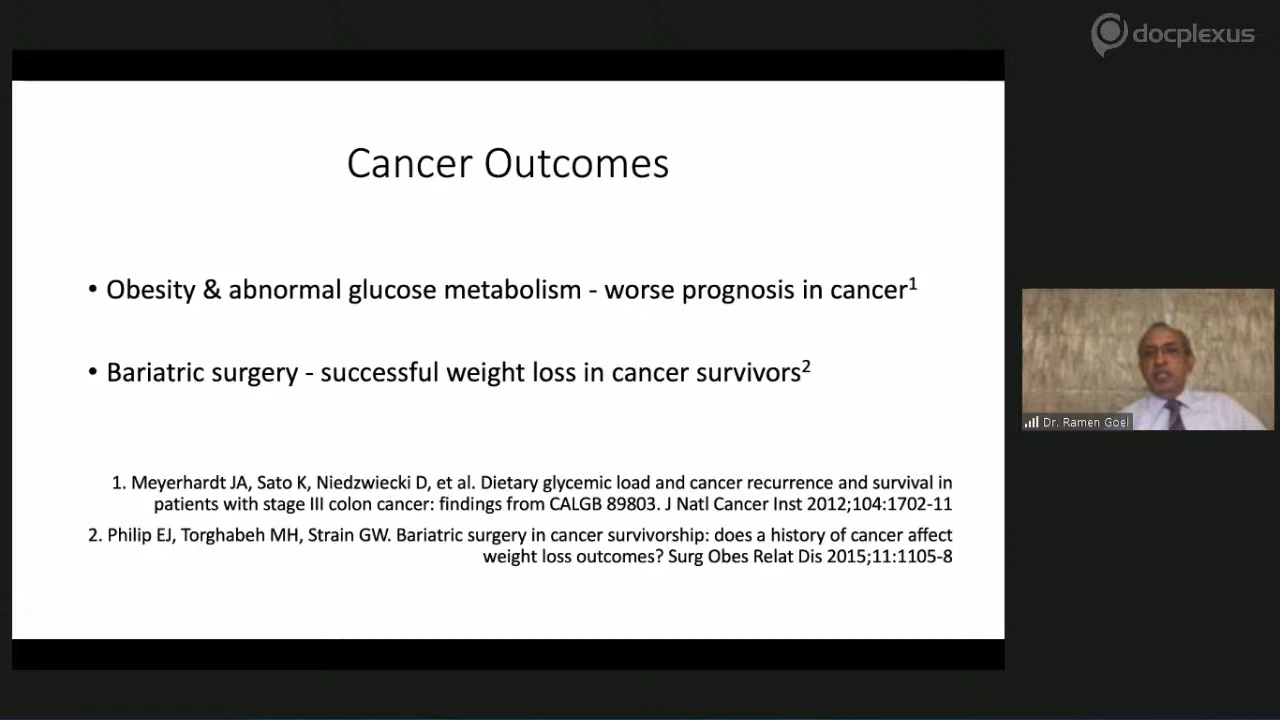 docplexus
Cancer Outcomes
• Obesity & abnormal glucose metabolism - worse prognosis in cancer1
• Bariatric surgery - successful weight loss in cancer survivors2
1. Meyerhardt JA, Sato K, Niedzwiecki D, et al. Dietary glycemic load and cancer recurrence and survival in
patients with stage III colon cancer: findings from CALGB 89803. J Natl Cancer Inst 2012;104:1702-11
2. Philip EJ, Torghabeh MH, Strain GW. Bariatric surgery in cancer survivorship: does a history of cancer affect
weight loss outcomes? Surg Obes Relat Dis 2015;11:1105-8
Dr. Ramen Goel